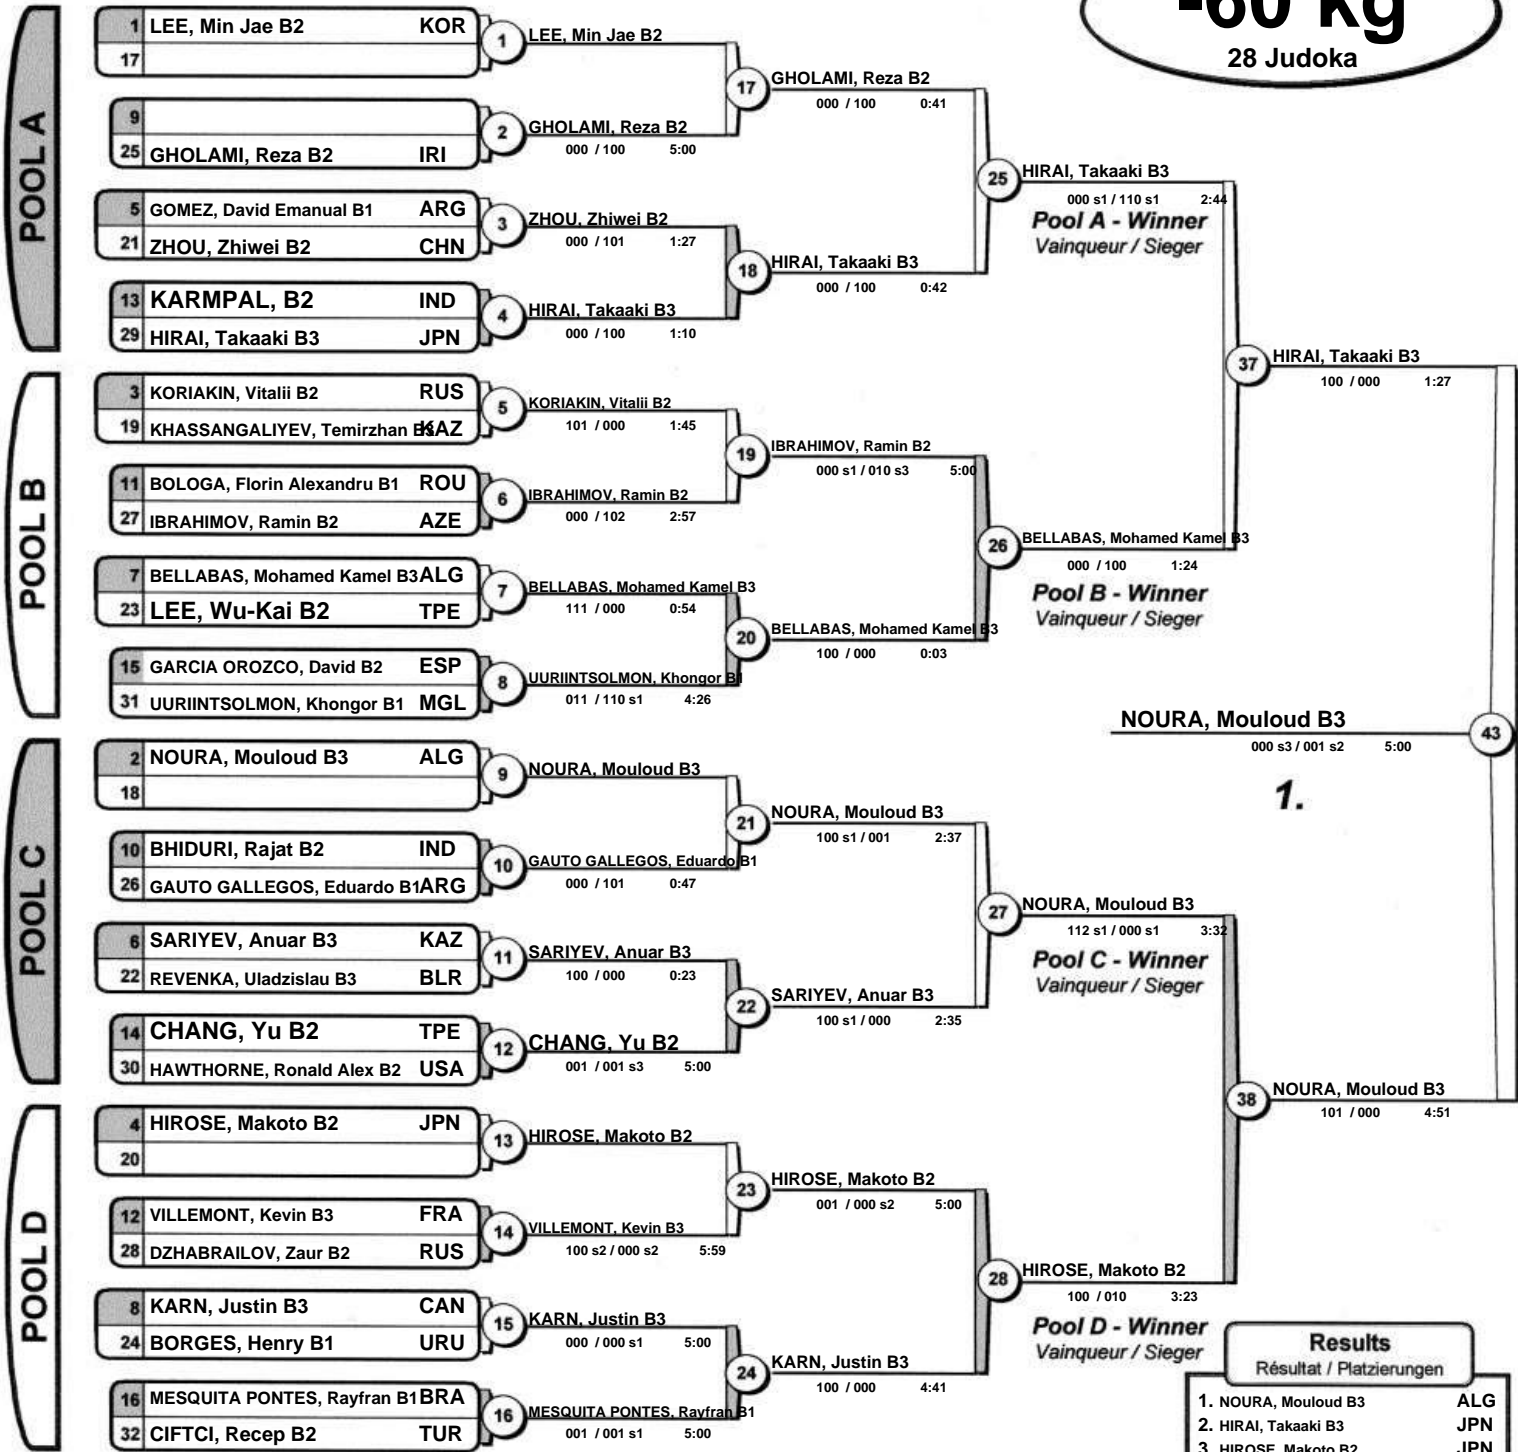 -60 kg
28 Judoka
POOL A
1 LEE, Min Jae B2 KOR
17
1 LEE, Min Jae B2
9
25 GHOLAMI, Reza B2 IRI
2 GHOLAMI, Reza B2
000 / 100 5:00
17 GHOLAMI, Reza B2
000 / 100 0:41
5 GOMEZ, David Emanual B1 ARG
21 ZHOU, Zhiwei B2 CHN
3 ZHOU, Zhiwei B2
000 / 101 1:27
13 KARMPAL, B2 IND
29 HIRAI, Takaaki B3 JPN
4 HIRAI, Takaaki B3
000 / 100 1:10
18 HIRAI, Takaaki B3
000 / 100 0:42
25 HIRAI, Takaaki B3
000 s1 / 110 s1 2:44
Pool A - Winner
Vainqueur / Sieger
POOL B
3 KORIAKIN, Vitalii B2 RUS
19 KHASSANGALIYEV, Temirzhan B3 KAZ
5 KORIAKIN, Vitalii B2
101 / 000 1:45
11 BOLOGA, Florin Alexandru B1 ROU
27 IBRAHIMOV, Ramin B2 AZE
6 IBRAHIMOV, Ramin B2
000 / 102 2:57
19 IBRAHIMOV, Ramin B2
000 s1 / 010 s3 5:00
7 BELLABAS, Mohamed Kamel B3 ALG
23 LEE, Wu-Kai B2 TPE
7 BELLABAS, Mohamed Kamel B3
111 / 000 0:54
15 GARCIA OROZCO, David B2 ESP
31 UURIINTSOLMON, Khongor B1 MGL
8 UURIINTSOLMON, Khongor B1
011 / 110 s1 4:26
20 BELLABAS, Mohamed Kamel B3
100 / 000 0:03
26 BELLABAS, Mohamed Kamel B3
000 / 100 1:24
Pool B - Winner
Vainqueur / Sieger
37 HIRAI, Takaaki B3
100 / 000 1:27
NOURA, Mouloud B3 43
000 s3 / 001 s2 5:00
1.
POOL C
2 NOURA, Mouloud B3 ALG
18
9 NOURA, Mouloud B3
10 BHIDURI, Rajat B2 IND
26 GAUTO GALLEGOS, Eduardo B1 ARG
10 GAUTO GALLEGOS, Eduardo B1
000 / 101 0:47
21 NOURA, Mouloud B3
100 s1 / 001 2:37
6 SARIYEV, Anuar B3 KAZ
22 REVENKA, Uladzislau B3 BLR
11 SARIYEV, Anuar B3
100 / 000 0:23
14 CHANG, Yu B2 TPE
30 HAWTHORNE, Ronald Alex B2 USA
12 CHANG, Yu B2
001 / 001 s3 5:00
22 SARIYEV, Anuar B3
100 s1 / 000 2:35
27 NOURA, Mouloud B3
112 s1 / 000 s1 3:32
Pool C - Winner
Vainqueur / Sieger
POOL D
4 HIROSE, Makoto B2 JPN
20
13 HIROSE, Makoto B2
12 VILLEMONT, Kevin B3 FRA
28 DZHABRAILOV, Zaur B2 RUS
14 VILLEMONT, Kevin B3
100 s2 / 000 s2 5:59
23 HIROSE, Makoto B2
001 / 000 s2 5:00
8 KARN, Justin B3 CAN
24 BORGES, Henry B1 URU
15 KARN, Justin B3
000 / 000 s1 5:00
16 MESQUITA PONTES, Rayfran B1 BRA
32 CIFTCI, Recep B2 TUR
16 MESQUITA PONTES, Rayfran B1
001 / 001 s1 5:00
24 KARN, Justin B3
100 / 000 4:41
28 HIROSE, Makoto B2
100 / 010 3:23
Pool D - Winner
Vainqueur / Sieger
38 NOURA, Mouloud B3
101 / 000 4:51
Results
Résultat / Platzierungen
1. NOURA, Mouloud B3 ALG
2. HIRAI, Takaaki B3 JPN
3. HIROSE, Makoto B2 JPN